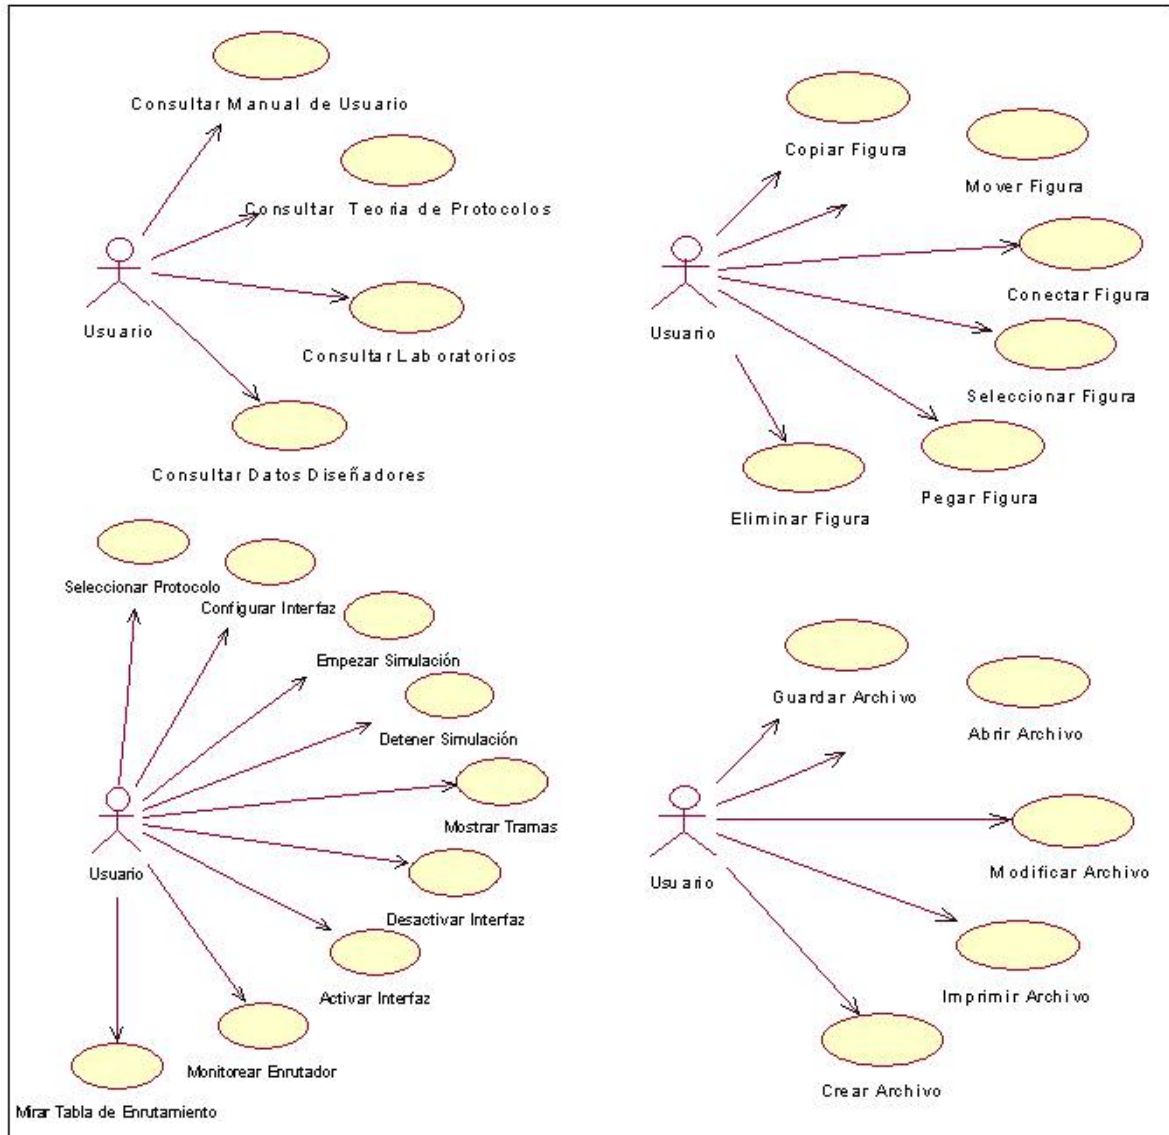 Consultar Manual de Usuario
Consultar Teoria de Protocolos
Usuario
Consultar Laboratorios
Consultar Datos Diseñadores
Copiar Figura
Mover Figura
Conectar Figura
Usuario
Seleccionar Figura
Pegar Figura
Eliminar Figura
Seleccionar Protocolo
Configurar Interfaz
Empezar Simulación
Detener Simulación
Mostrar Tramas
Usuario
Desactivar Interfaz
Activar Interfaz
Monitorear Enrutador
Mirar Tabla de Enrutamiento
Guardar Archivo
Abrir Archivo
Modificar Archivo
Usuario
Imprimir Archivo
Crear Archivo